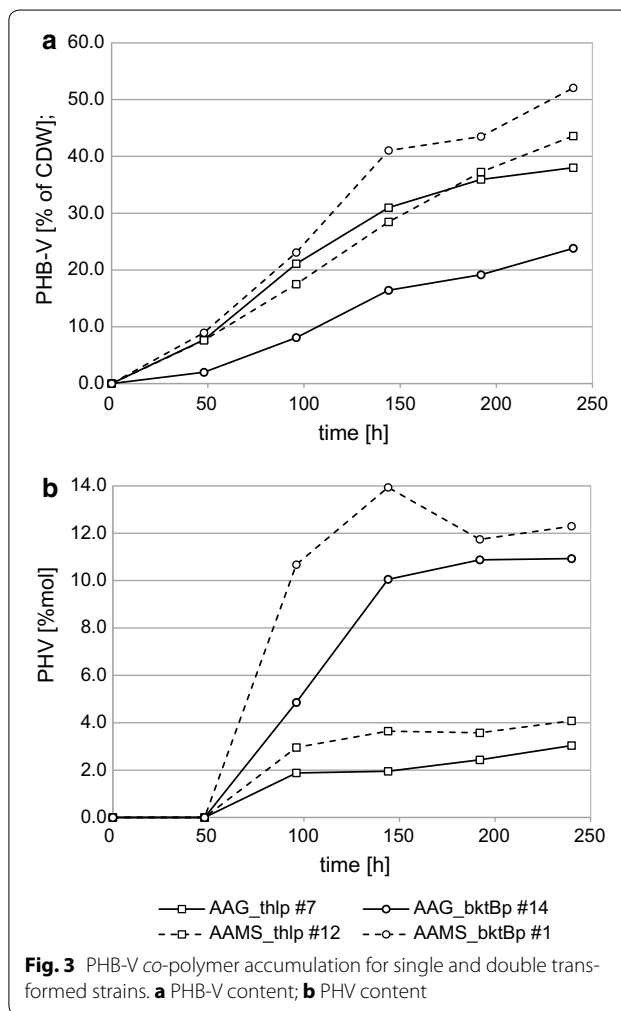 a
60.0
50.0
40.0
30.0
20.0
10.0
0.0
PHB-V [% of CDW];
0 50 100 150 200 250
time [h]
b
14.0
12.0
10.0
8.0
6.0
4.0
2.0
0.0
PHV [%mol]
0 50 100 150 200 250
time [h]
AAG_thlp #7 AAG_bktBp #14
AAMS_thlp #12 AAMS_bktBp #1
Fig. 3 PHB-V co-polymer accumulation for single and double trans-
formed strains. a PHB-V content; b PHV content